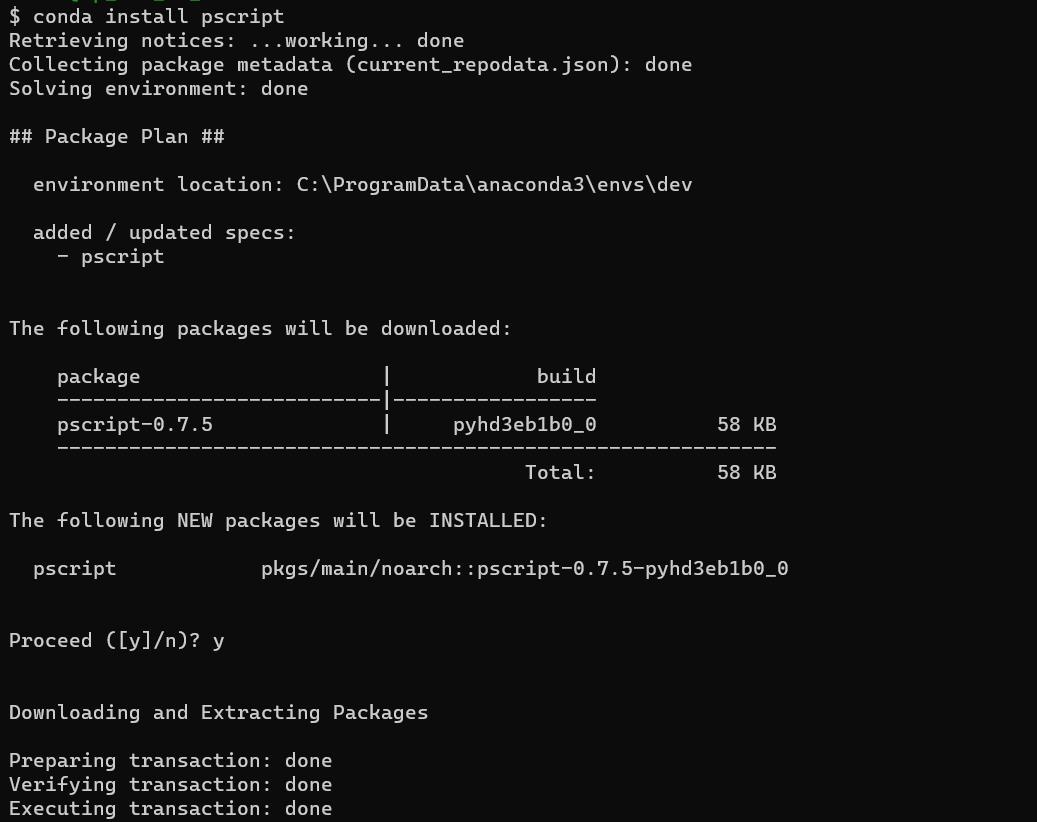 $ conda install pscript
Retrieving notices: ...working... done
Collecting package metadata (current_repodata.json): done
Solving environment: done
## Package Plan ##
environment location: C:\ProgramData\anaconda3\envs\dev
added / updated specs:
- pscript
The following packages will be downloaded:
package | build
---------------------------|-----------------
pscript-0.7.5 | pyhd3eb1b0_0 58 KB
------------------------------------------------------------
Total: 58 KB
The following NEW packages will be INSTALLED:
pscript pkgs/main/noarch::pscript-0.7.5-pyhd3eb1b0_0
Proceed ([y]/n)? y
Downloading and Extracting Packages
Preparing transaction: done
Verifying transaction: done
Executing transaction: done